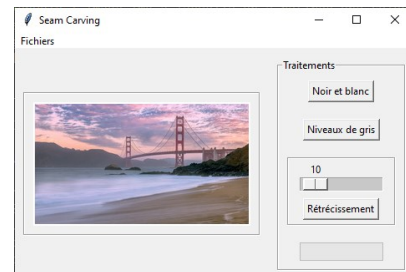 Seam Carving
Fichiers
Traitements
Noir et blanc
Niveaux de gris
10
Rétrécissement